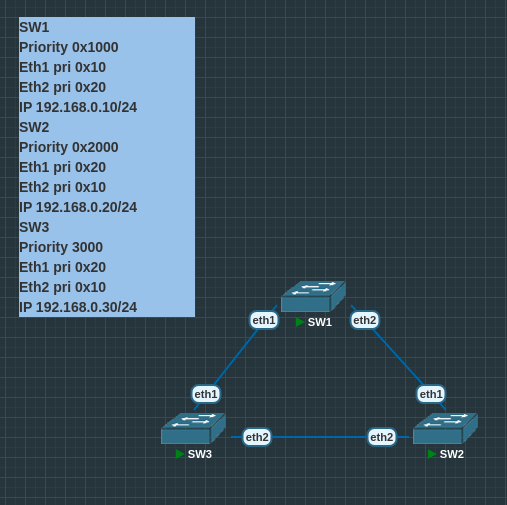 SW1
Priority 0x1000
Eth1 pri 0x10
Eth2 pri 0x20
IP 192.168.0.10/24
SW2
Priority 0x2000
Eth1 pri 0x20
Eth2 pri 0x10
IP 192.168.0.20/24
SW3
Priority 3000
Eth1 pri 0x20
Eth2 pri 0x10
IP 192.168.0.30/24
eth1
eth2
SW1
eth1
eth1
eth2
eth2
SW3
SW2